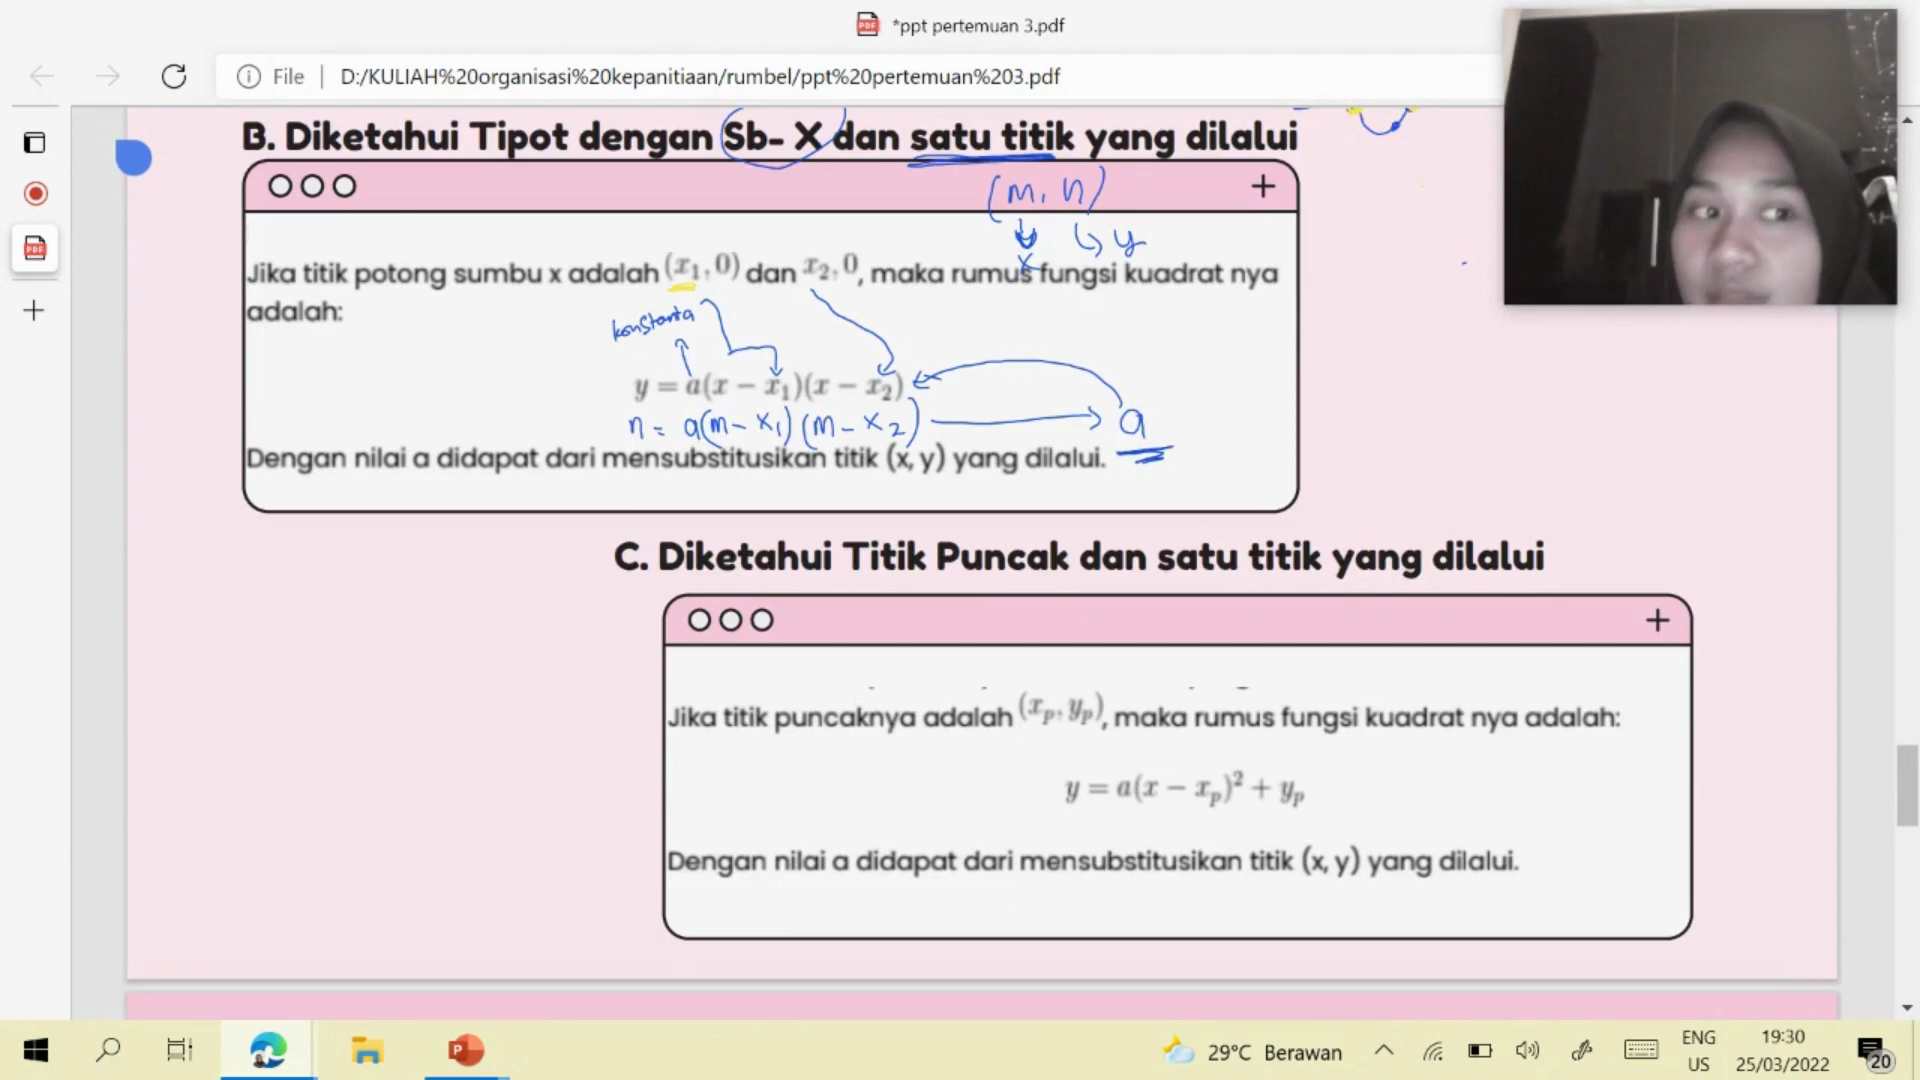 *ppt pertemuan 3.pdf
File | D:/KULIAH%20organisasi%20kepanitiaan/rumbel/ppt%20pertemuan%203.pdf
B. Diketahui Tipot dengan Sb- X dan satu titik yang dilalui
(m, n)
x y
Jika titik potong sumbu x adalah (x₁, 0) dan x₂, 0, maka rumus fungsi kuadrat nya
adalah:
konstanta
y = a(x − x₁)(x − x₂)
n = a(m − x₁)(m − x₂) a
Dengan nilai a didapat dari mensubstitusikan titik (x, y) yang dilalui.
C. Diketahui Titik Puncak dan satu titik yang dilalui
Jika titik puncaknya adalah (xₚ, yₚ), maka rumus fungsi kuadrat nya adalah:
y = a(x − xₚ)² + yₚ
Dengan nilai a didapat dari mensubstitusikan titik (x, y) yang dilalui.
29°C Berawan
ENG
US
19:30
25/03/2022
20